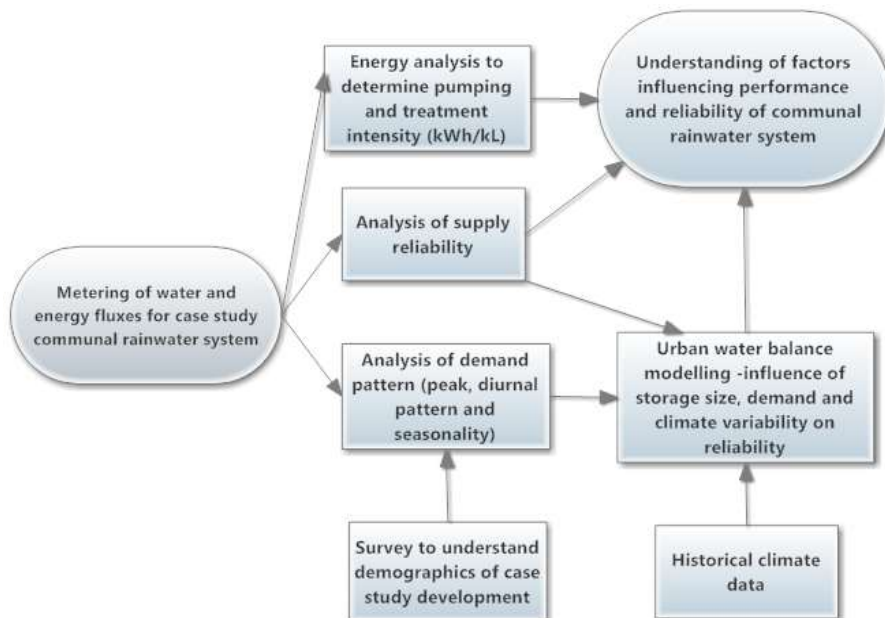 Energy analysis to
determine pumping
and treatment
intensity (kWh/kL)
Understanding of factors
influencing performance
and reliability of communal
rainwater system
Analysis of supply
reliability
Metering of water and
energy fluxes for case study
communal rainwater system
Analysis of demand
pattern (peak, diurnal
pattern and
seasonality)
Urban water balance
modelling -influence of
storage size, demand and
climate variability on
reliability
Survey to understand
demographics of case
study development
Historical climate
data